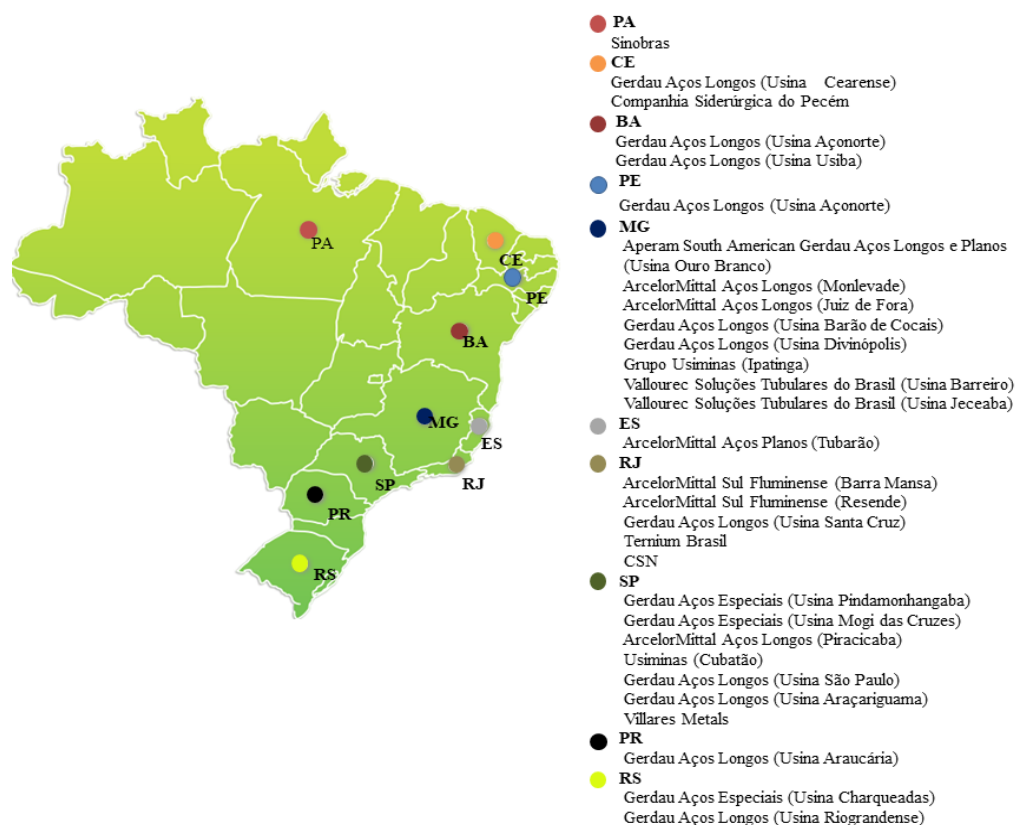 PA
CE
PE
BA
MG
ES
SP
RJ
PR
RS
PA
Sinobras
CE
Gerdau Aços Longos (Usina Cearense)
Companhia Siderúrgica do Pecém
BA
Gerdau Aços Longos (Usina Açonorte)
Gerdau Aços Longos (Usina Usiba)
PE
Gerdau Aços Longos (Usina Açonorte)
MG
Aperam South American Gerdau Aços Longos e Planos
(Usina Ouro Branco)
ArcelorMittal Aços Longos (Monlevade)
ArcelorMittal Aços Longos (Juiz de Fora)
Gerdau Aços Longos (Usina Barão de Cocais)
Gerdau Aços Longos (Usina Divinópolis)
Grupo Usiminas (Ipatinga)
Vallourec Soluções Tubulares do Brasil (Usina Barreiro)
Vallourec Soluções Tubulares do Brasil (Usina Jeceaba)
ES
ArcelorMittal Aços Planos (Tubarão)
RJ
ArcelorMittal Sul Fluminense (Barra Mansa)
ArcelorMittal Sul Fluminense (Resende)
Gerdau Aços Longos (Usina Santa Cruz)
Ternium Brasil
CSN
SP
Gerdau Aços Especiais (Usina Pindamonhangaba)
Gerdau Aços Especiais (Usina Mogi das Cruzes)
ArcelorMittal Aços Longos (Piracicaba)
Usiminas (Cubatão)
Gerdau Aços Longos (Usina São Paulo)
Gerdau Aços Longos (Usina Araçariguama)
Villares Metals
PR
Gerdau Aços Longos (Usina Araucária)
RS
Gerdau Aços Especiais (Usina Charqueadas)
Gerdau Aços Longos (Usina Riograndense)